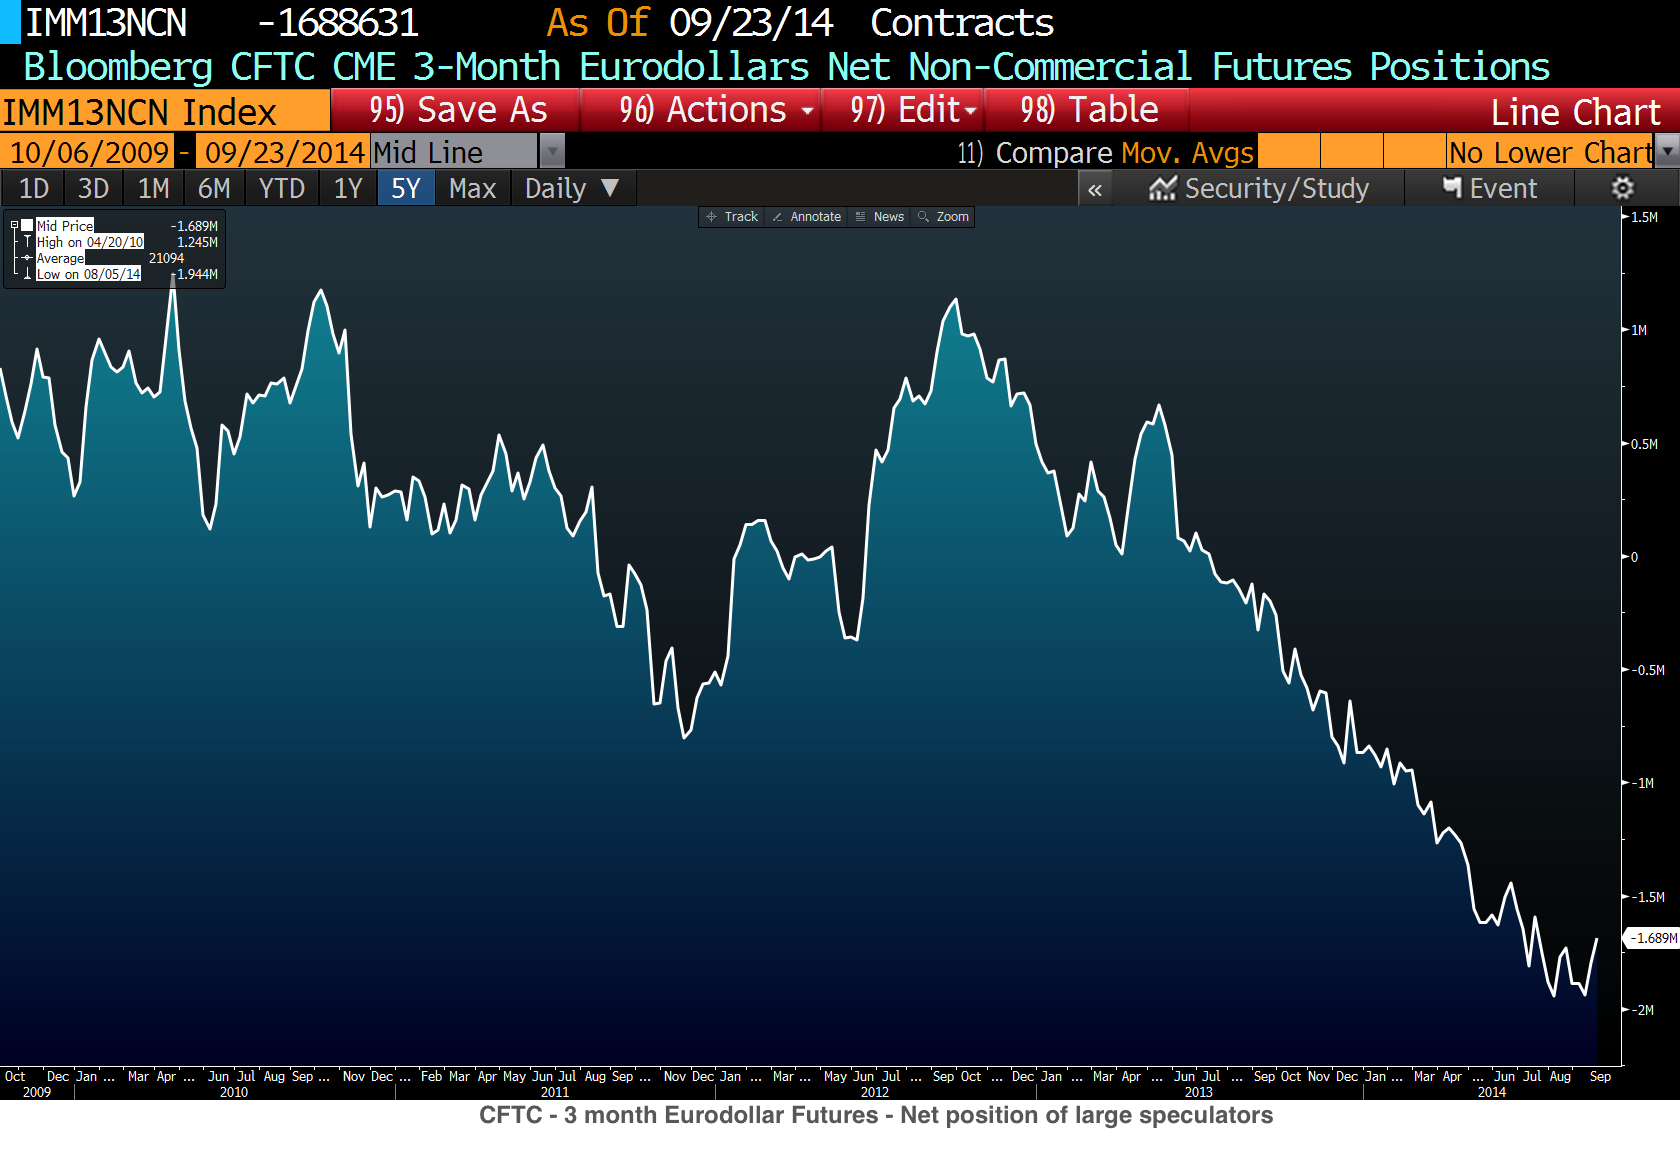 IMM13NCN -1688631 As Of 09/23/14 Contracts
Bloomberg CFTC CME 3-Month Eurodollars Net Non-Commercial Futures Positions
IMM13NCN Index 95) Save As 96) Actions 97) Edit 98) Table Line Chart
10/06/2009 - 09/23/2014 Mid Line 11) Compare Mov. Avgs No Lower Chart
1D 3D 1M 6M YTD 1Y 5Y Max Daily ▼ « Security/Study Event
Track Annotate News Zoom
Mid Price -1.689M
High on 04/20/10 1.245M
Average 21094
Low on 08/05/14 -1.944M
1.5M
1M
0.5M
0
-0.5M
-1M
-1.5M
-1.689M
-2M
Oct Dec Jan ... Mar Apr ... Jun Jul Aug Sep ... Nov Dec ... Feb Mar Apr May Jun Jul Aug Sep ... Nov Dec Jan ... Mar ... May Jun Jul ... Sep Oct ... Dec Jan ... Mar Apr ... Jun Jul ... Sep Oct Nov Dec Jan ... Mar Apr ... Jun Jul Aug Sep
2009 2010 2011 2012 2013 2014
CFTC - 3 month Eurodollar Futures - Net position of large speculators